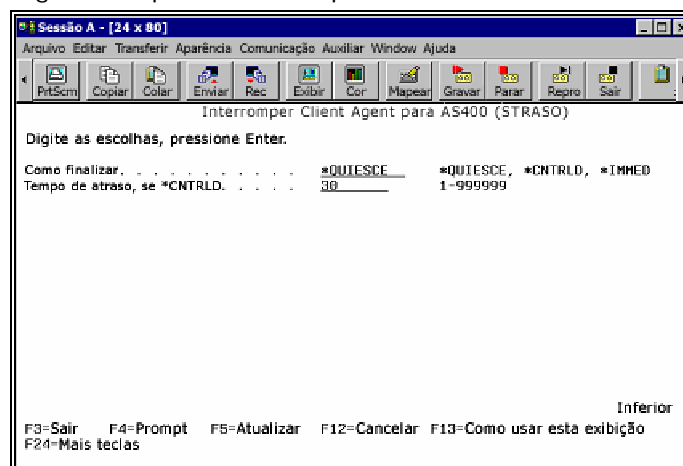 Sessão A - [24 x 80]
Arquivo Editar Transferir Aparência Comunicação Auxiliar Window Ajuda
PrtScrn Copiar Colar Enviar Rec Exibir Cor Mapear Gravar Parar Repro Sair
Interromper Client Agent para AS400 (STRASO)
Digite as escolhas, pressione Enter.
Como finalizar. . . . . . . . . . *QUIESCE *QUIESCE, *CNTRLD, *IMMED
Tempo de atraso, se *CNTRLD. . . . . 30 1-999999
Inferior
F3=Sair F4=Prompt F5=Atualizar F12=Cancelar F13=Como usar esta exibição
F24=Mais teclas